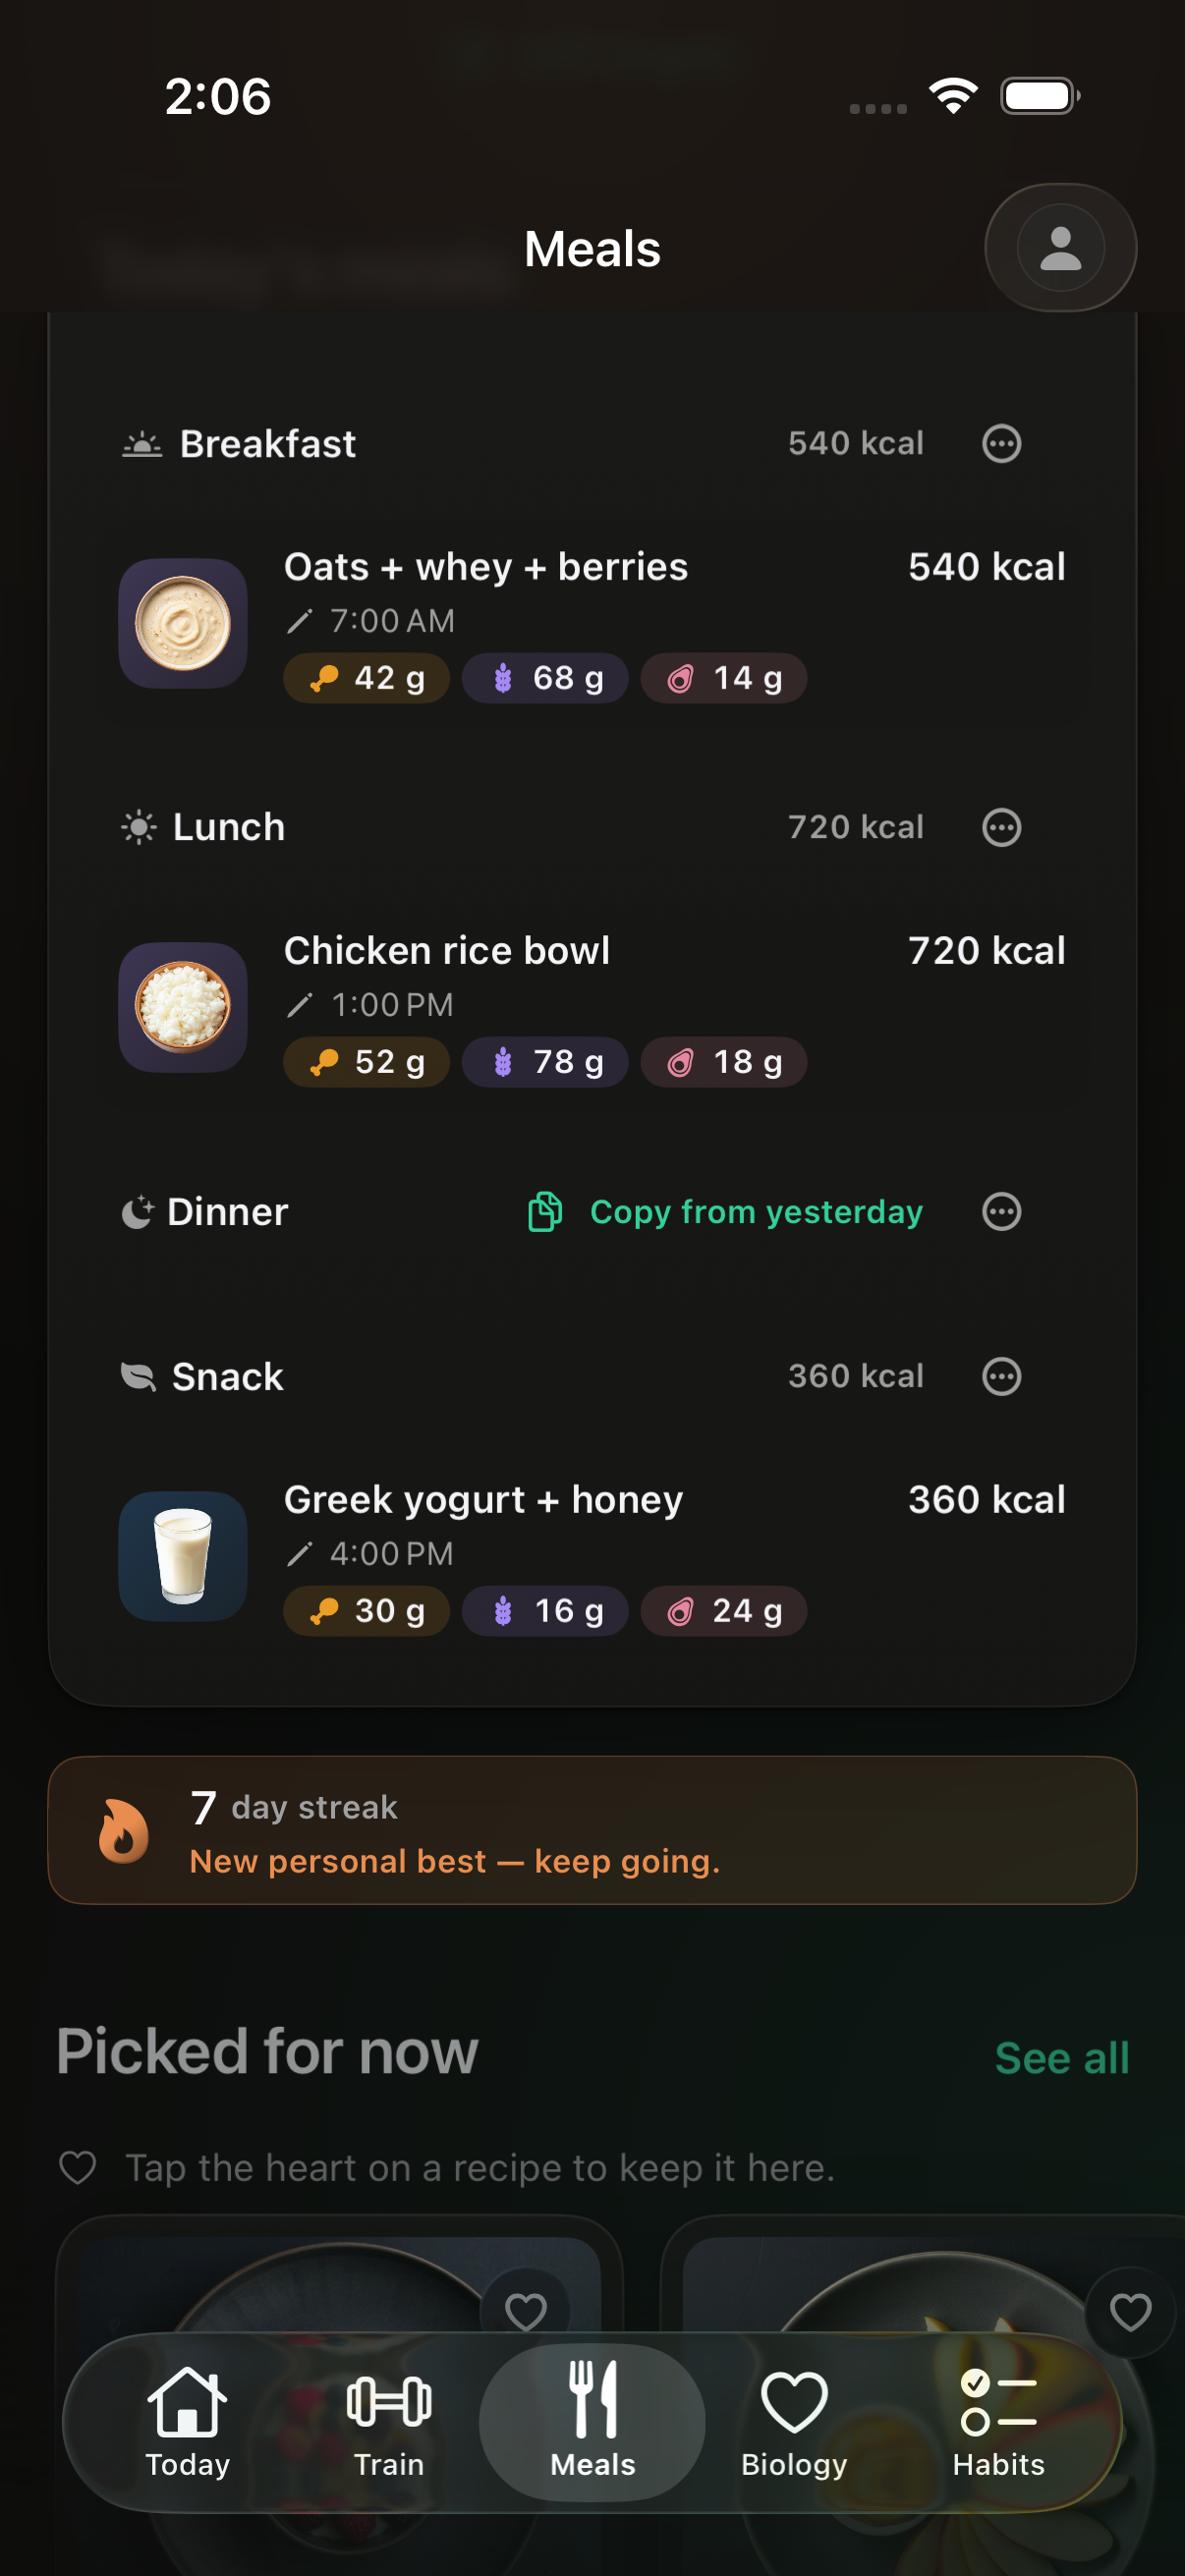 2:06
Meals
Breakfast 540 kcal
Oats + whey + berries 540 kcal
7:00 AM
42 g 68 g 14 g
Lunch 720 kcal
Chicken rice bowl 720 kcal
1:00 PM
52 g 78 g 18 g
Dinner Copy from yesterday
Snack 360 kcal
Greek yogurt + honey 360 kcal
4:00 PM
30 g 16 g 24 g
7 day streak
New personal best — keep going.
Picked for now See all
Tap the heart on a recipe to keep it here.
Today Train Meals Biology Habits